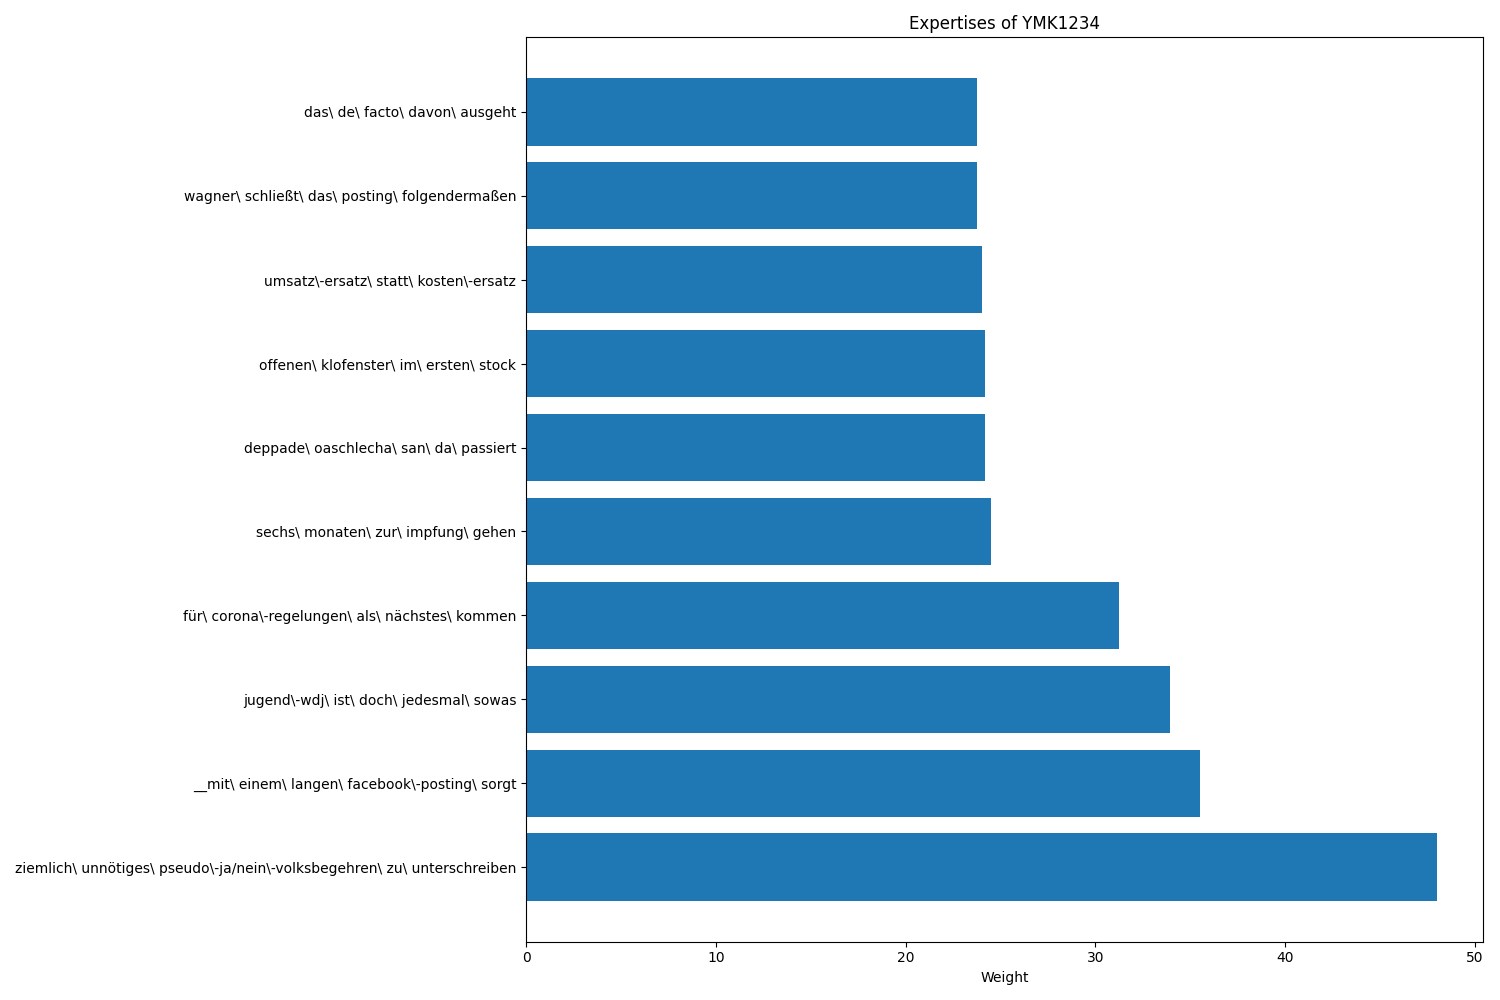 Expertises of YMK1234
das\ de\ facto\ davon\ ausgeht
wagner\ schließt\ das\ posting\ folgendermaßen
umsatz\-ersatz\ statt\ kosten\-ersatz
offenen\ klofenster\ im\ ersten\ stock
deppade\ oaschlecha\ san\ da\ passiert
sechs\ monaten\ zur\ impfung\ gehen
für\ corona\-regelungen\ als\ nächstes\ kommen
jugend\-wdj\ ist\ doch\ jedesmal\ sowas
__mit\ einem\ langen\ facebook\-posting\ sorgt
ziemlich\ unnötiges\ pseudo\-ja/nein\-volksbegehren\ zu\ unterschreiben
0 10 20 30 40 50
Weight